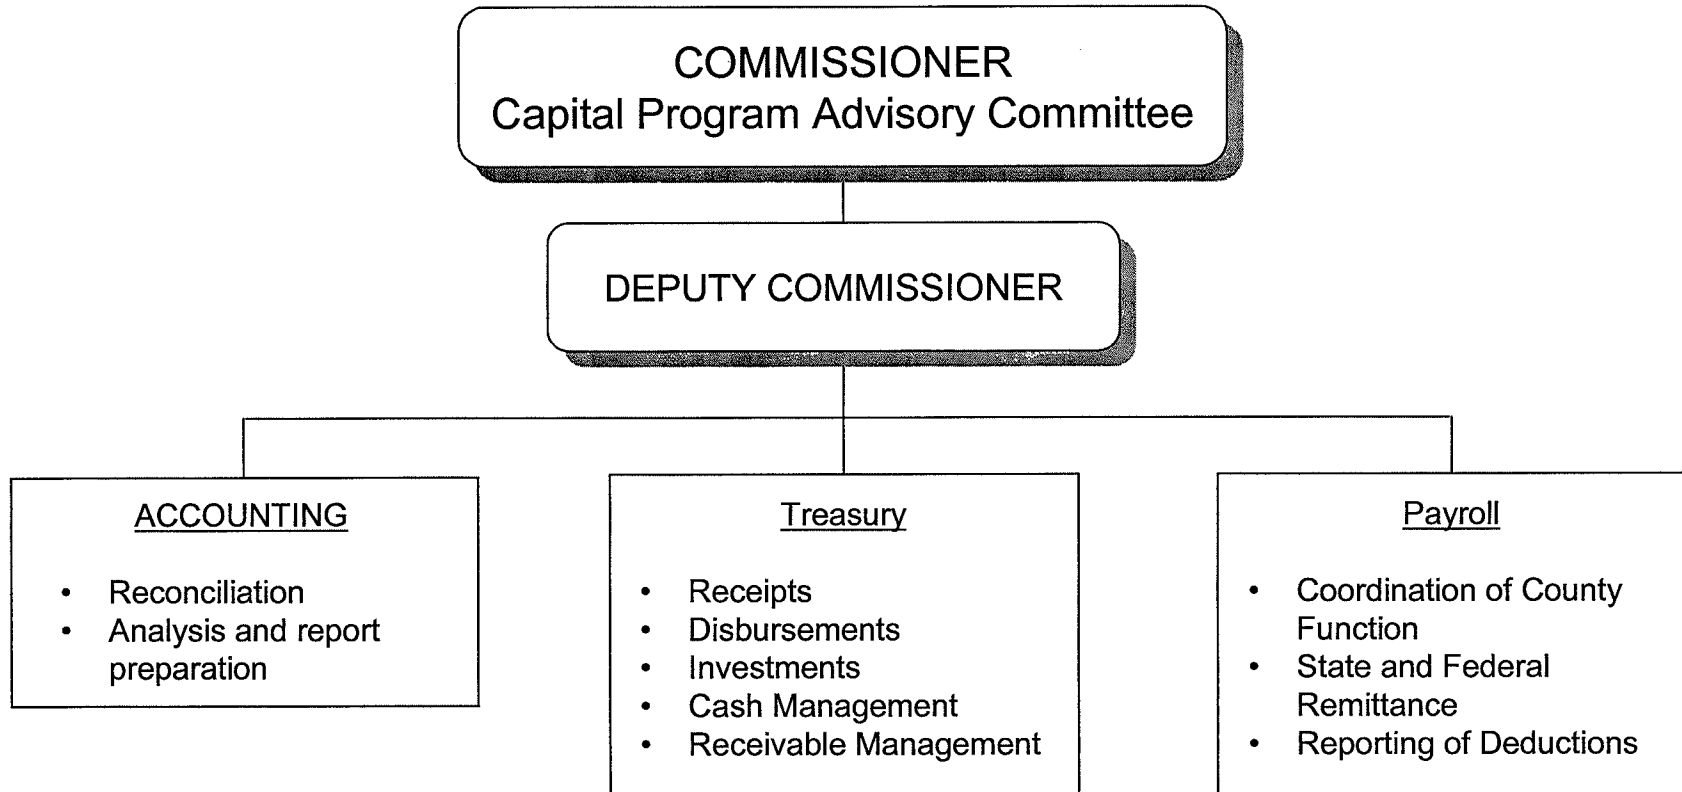 COMMISSIONER
Capital Program Advisory Committee
DEPUTY COMMISSIONER
ACCOUNTING
• Reconciliation
• Analysis and report
preparation
Treasury
• Receipts
• Disbursements
• Investments
• Cash Management
• Receivable Management
Payroll
• Coordination of County
Function
• State and Federal
Remittance
• Reporting of Deductions